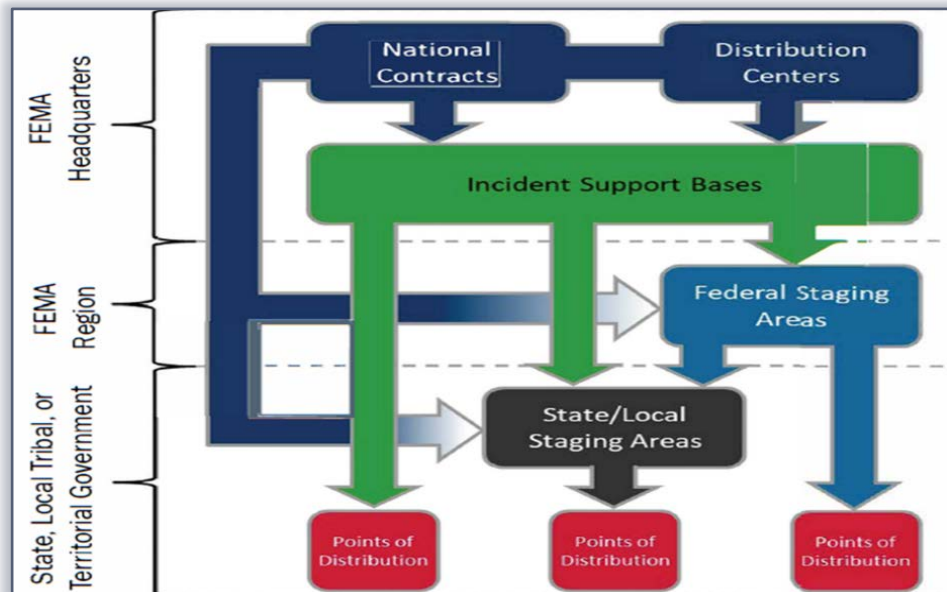 FEMA
Headquarters
National
Contracts
Distribution
Centers
Incident Support Bases
FEMA
Region
Federal Staging
Areas
State, Local Tribal, or
Territorial Government
State/Local
Staging Areas
Points of
Distribution
Points of
Distribution
Points of
Distribution